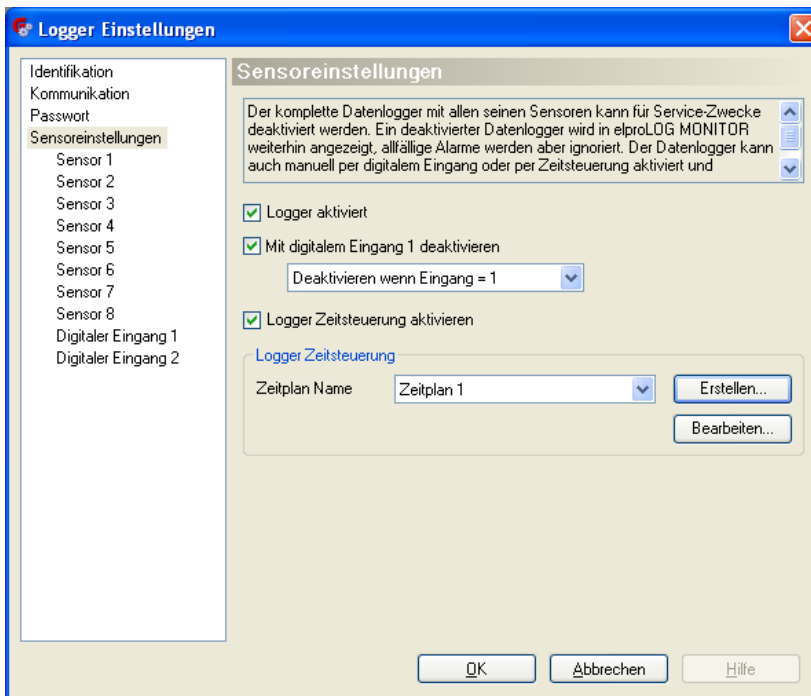 Logger Einstellungen
Identifikation
Kommunikation
Passwort
Sensoreinstellungen
Sensor 1
Sensor 2
Sensor 3
Sensor 4
Sensor 5
Sensor 6
Sensor 7
Sensor 8
Digitaler Eingang 1
Digitaler Eingang 2
Sensoreinstellungen
Der komplette Datenlogger mit allen seinen Sensoren kann für Service-Zwecke
deaktiviert werden. Ein deaktivierter Datenlogger wird in elproLOG MONITOR
weiterhin angezeigt, allfällige Alarme werden aber ignoriert. Der Datenlogger kann
auch manuell per digitalem Eingang oder per Zeitsteuerung aktiviert und
Logger aktiviert
Mit digitalem Eingang 1 deaktivieren
Deaktivieren wenn Eingang = 1
Logger Zeitsteuerung aktivieren
Logger Zeitsteuerung
Zeitplan Name
Zeitplan 1
Erstellen...
Bearbeiten...
OK
Abbrechen
Hilfe